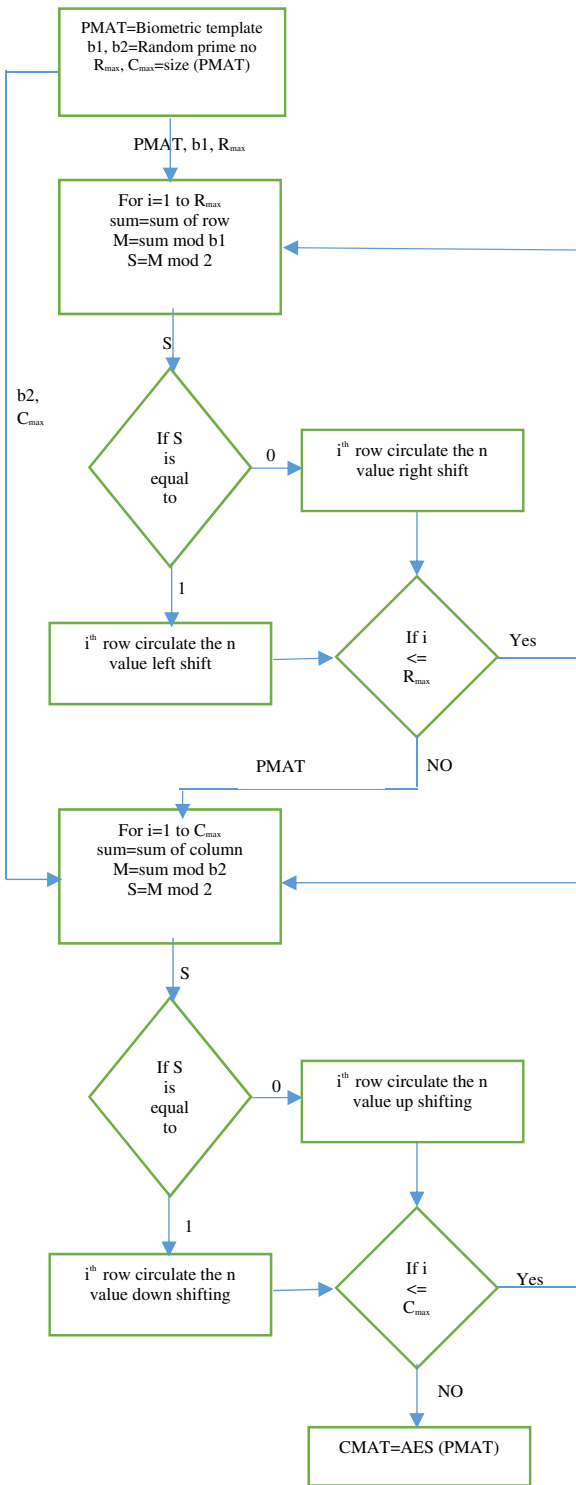 PMAT=Biometric template
b1, b2=Random prime no
Rmax, Cmax=size (PMAT)
PMAT, b1, Rmax
For i=1 to Rmax
sum=sum of row
M=sum mod b1
S=M mod 2
S
b2,
Cmax
If S
is
equal
to
0
ith row circulate the n
value right shift
1
ith row circulate the n
value left shift
If i
<=
Rmax
Yes
NO
PMAT
For i=1 to Cmax
sum=sum of column
M=sum mod b2
S=M mod 2
S
If S
is
equal
to
0
ith row circulate the n
value up shifting
1
ith row circulate the n
value down shifting
If i
<=
Cmax
Yes
NO
CMAT=AES (PMAT)